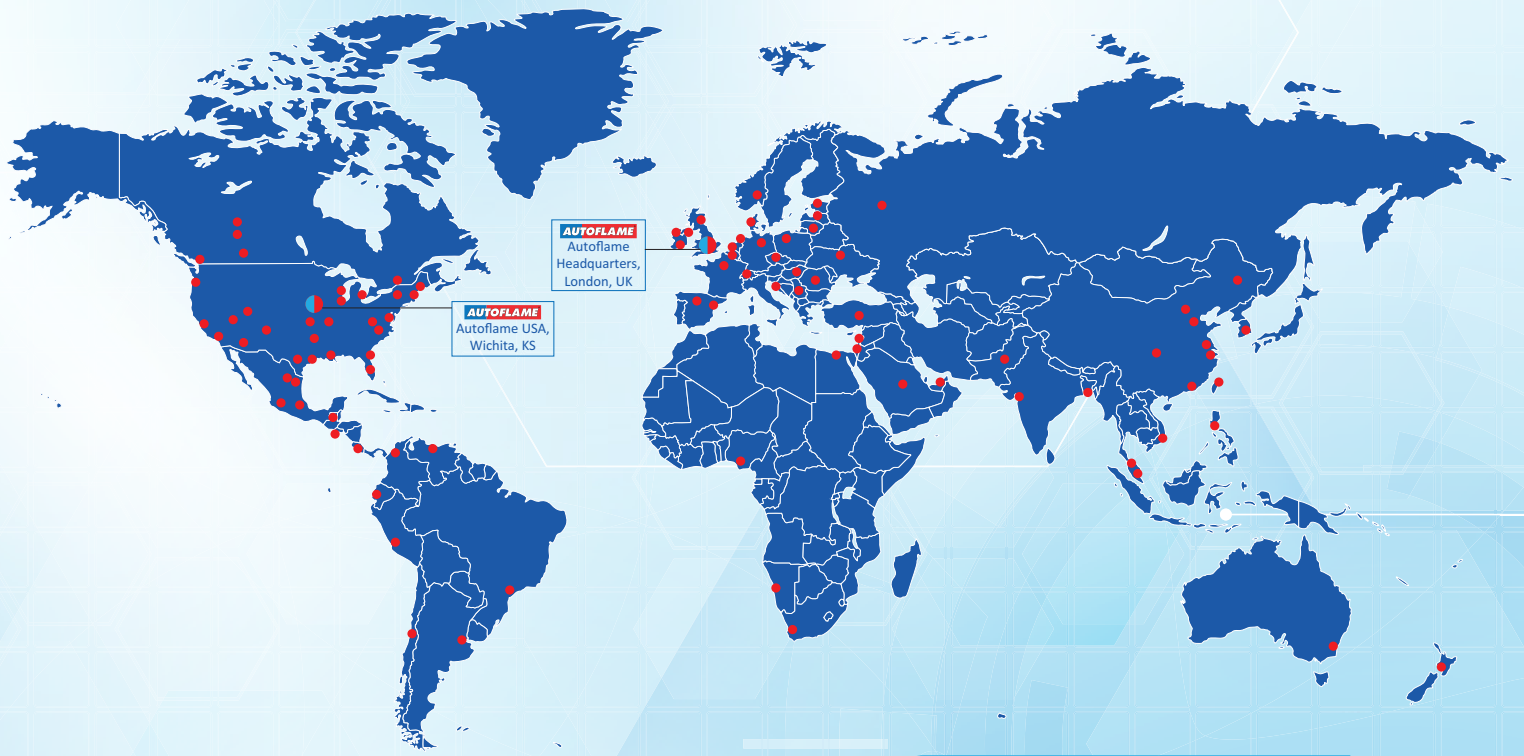 AUTOFLAME
Autoflame
Headquarters,
London, UK
AUTOFLAME
Autoflame USA,
Wichita, KS